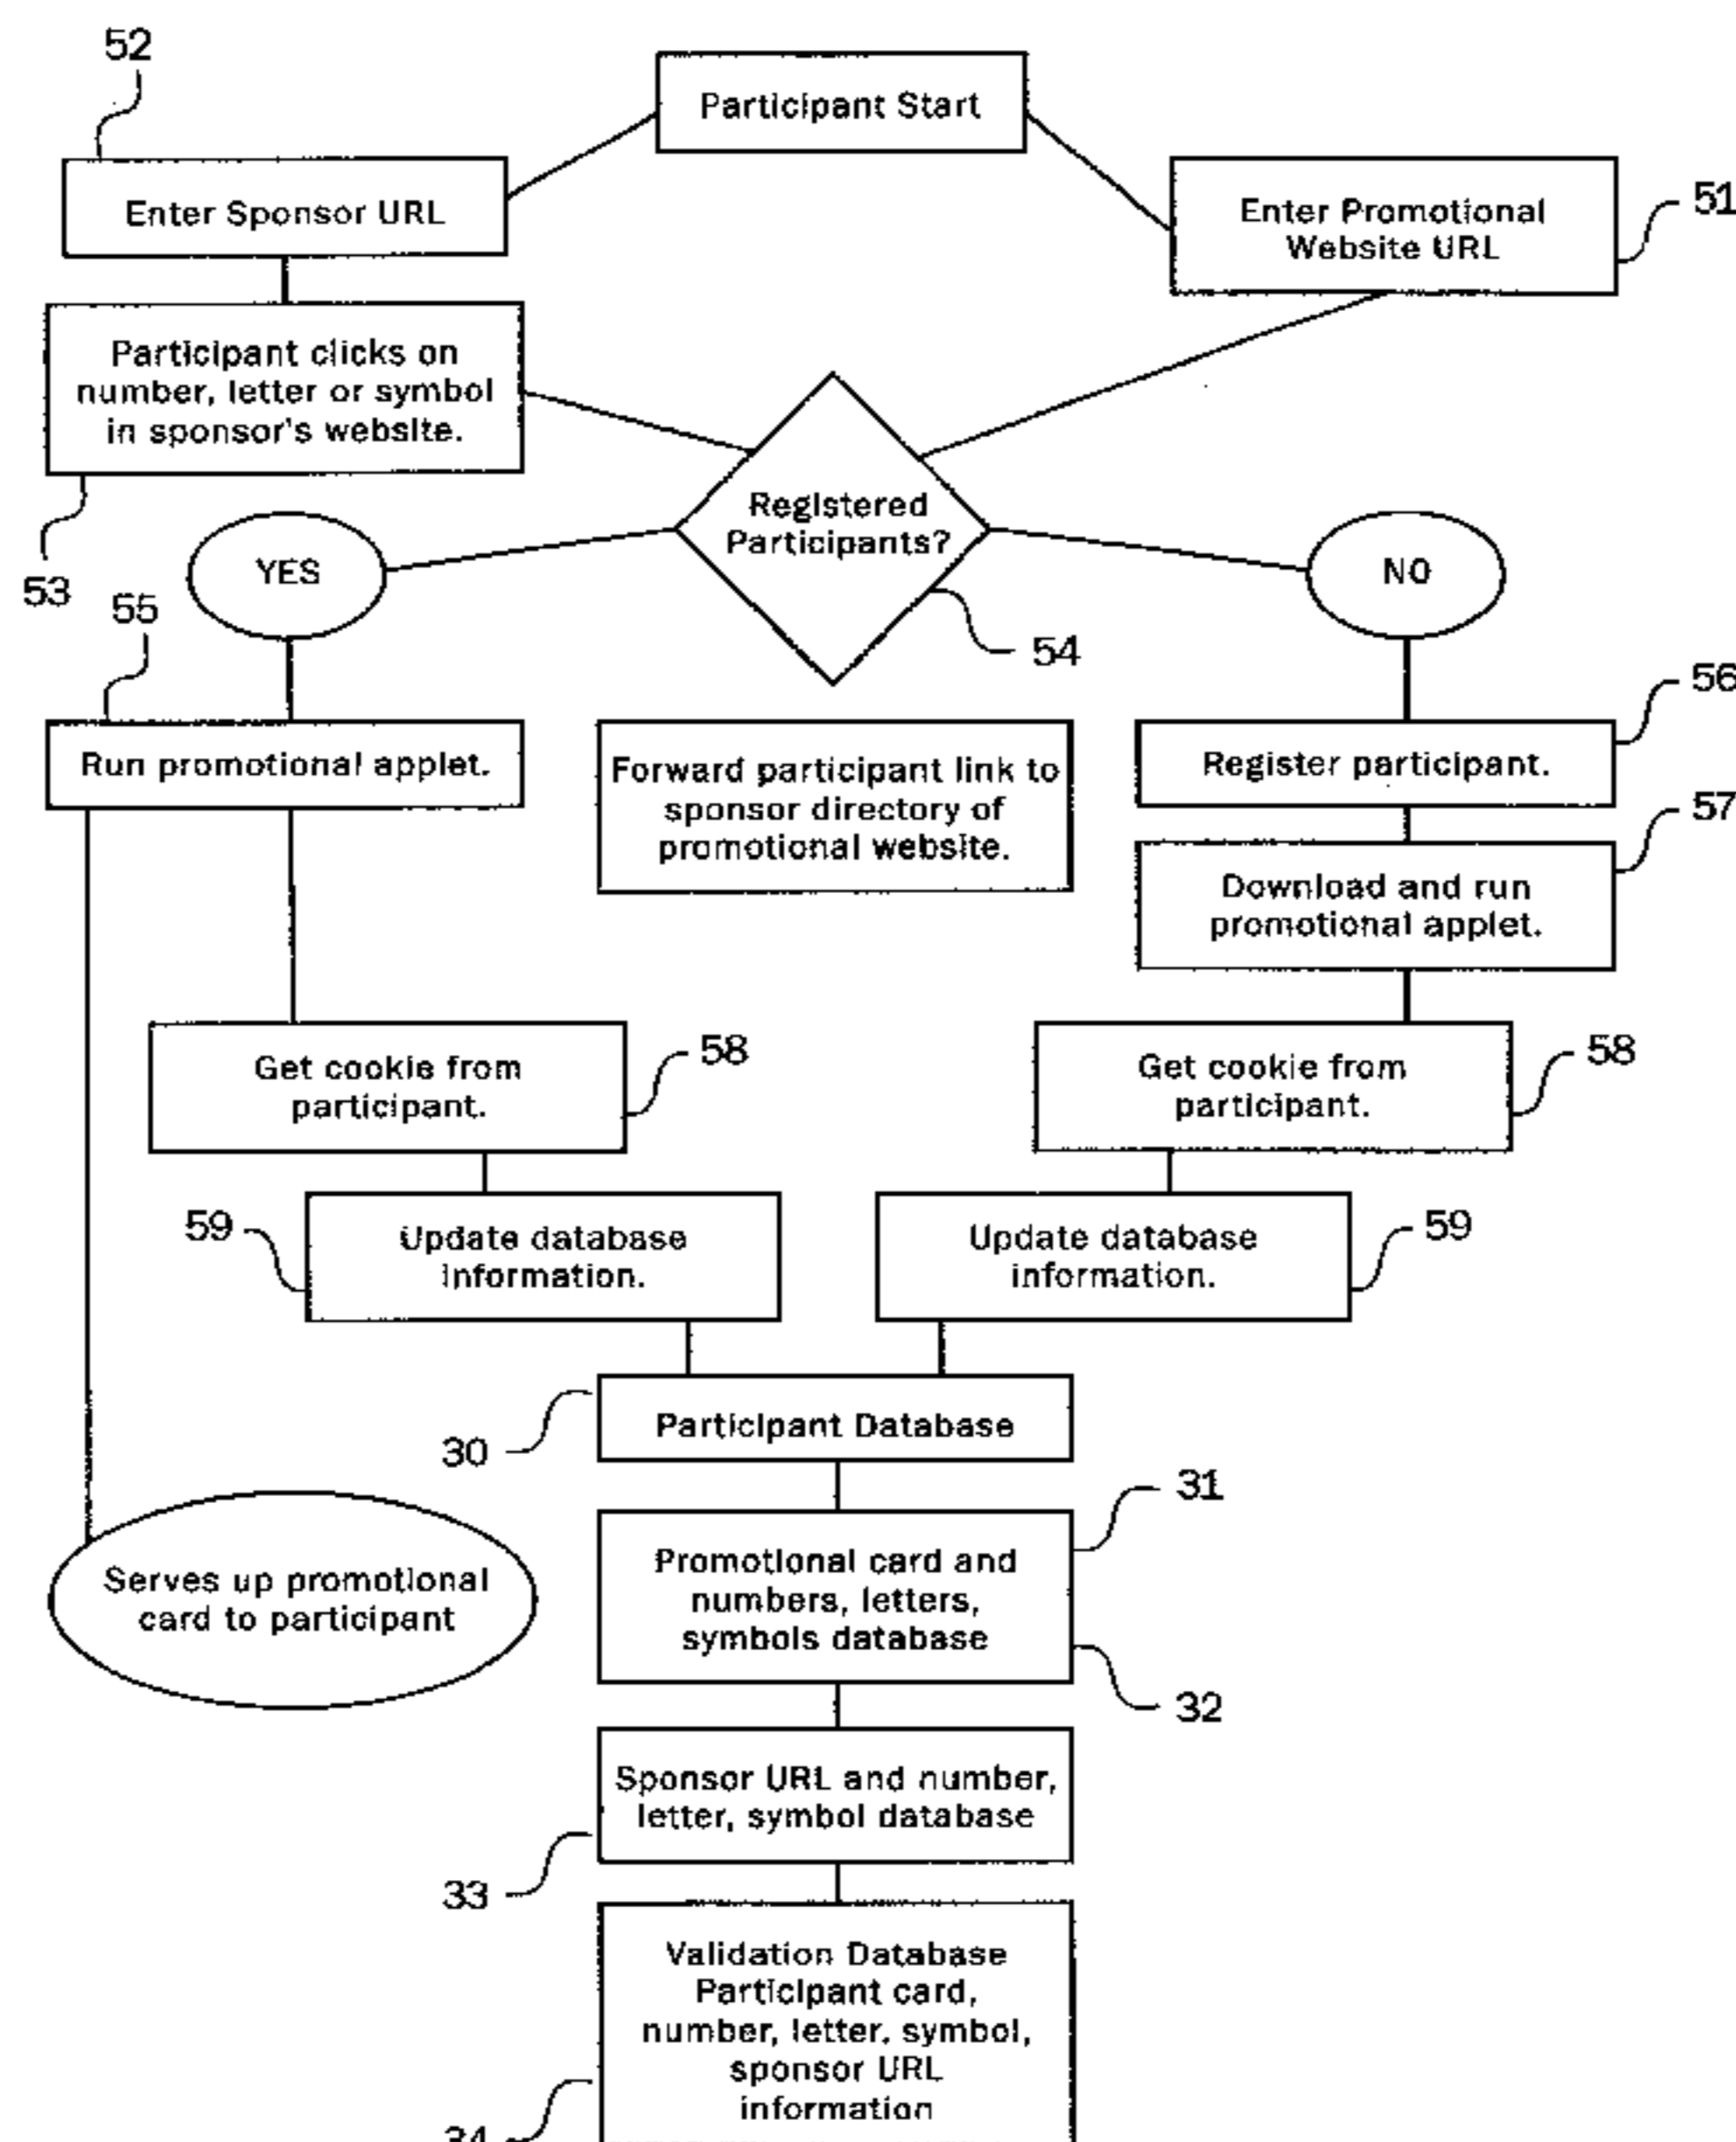 52
Participant Start
Enter Sponsor URL
Enter Promotional
Website URL
51
Participant clicks on
number, letter or symbol
in sponsor's website.
53
Registered
Participants?
54
YES
NO
55
56
Run promotional applet.
Forward participant link to
sponsor directory of
promotional website.
Register participant.
57
Download and run
promotional applet.
Get cookie from
participant.
58
Get cookie from
participant.
58
59
Update database
information.
Update database
information.
59
Participant Database
30
31
Promotional card and
numbers, letters,
symbols database
32
Serves up promotional
card to participant
Sponsor URL and number,
letter, symbol database
33
Validation Database
Participant card,
number, letter, symbol,
sponsor URL
information
34